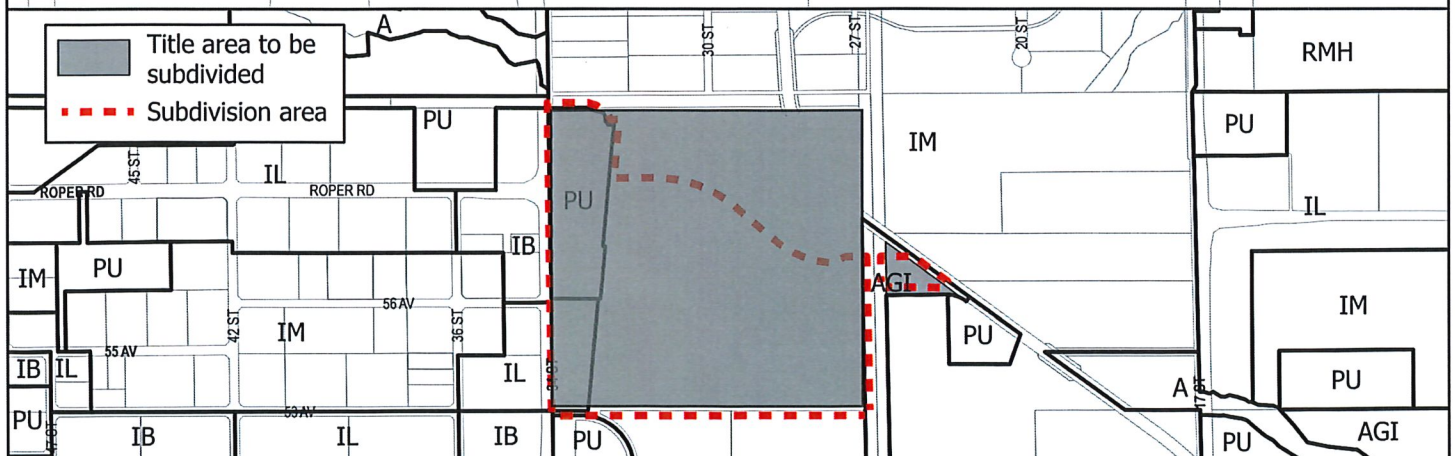 A
Title area to be
subdivided
Subdivision area
30 ST
27 ST
20 ST
RMH
PU
PU
IM
45 ST
IL
ROPER RD
ROPER RD
PU
IL
IB
IM
PU
AGI
IM
56 AV
42 ST
IM
36 ST
PU
55 AV
IB
IL
IL
PU
A
17 ST
PU
53 AV
IB
IL
IB
PU
PU
AGI